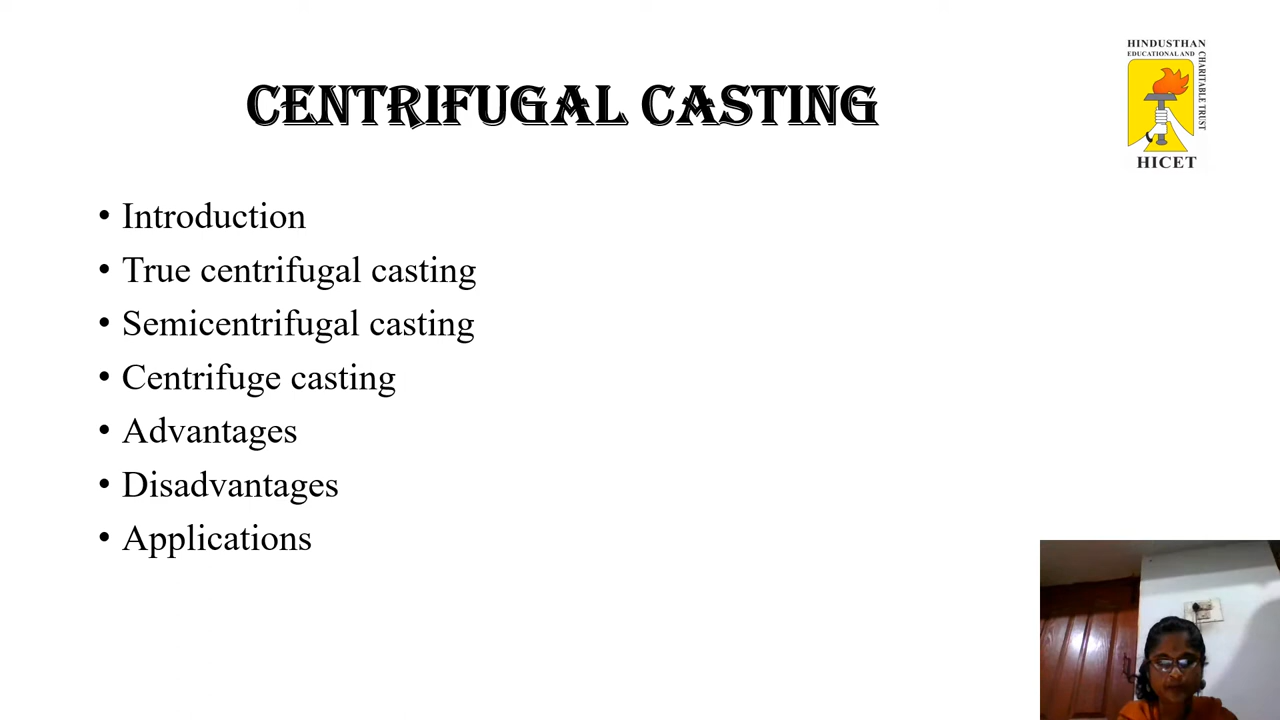 CENTRIFUGAL CASTING
HINDUSTHAN
EDUCATIONAL AND
CHARITABLE TRUST
HICET
• Introduction
• True centrifugal casting
• Semicentrifugal casting
• Centrifuge casting
• Advantages
• Disadvantages
• Applications